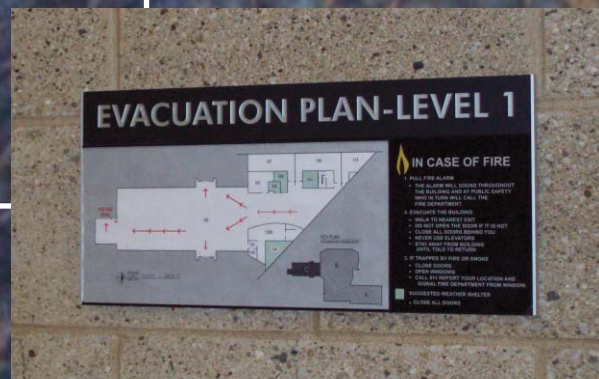 EVACUATION PLAN-LEVEL 1
IN CASE OF FIRE
1. PULL FIRE ALARM
• THE ALARM WILL SOUND THROUGHOUT
THE BUILDING AND AT PUBLIC SAFETY
WHO IN TURN WILL CALL THE
FIRE DEPARTMENT.
2. EVACUATE THE BUILDING
• WALK TO NEAREST EXIT
• DO NOT OPEN THE DOOR IF IT IS HOT
• CLOSE ALL DOORS BEHIND YOU
• NEVER USE ELEVATORS
• STAY AWAY FROM BUILDING
UNTIL TOLD TO RETURN
3. IF TRAPPED BY FIRE OR SMOKE
• CLOSE DOORS
• OPEN WINDOWS
• CALL 911 REPORT YOUR LOCATION AND
SIGNAL FIRE DEPARTMENT FROM WINDOW
SUGGESTED WEATHER SHELTER
• CLOSE ALL DOORS
KEY PLAN